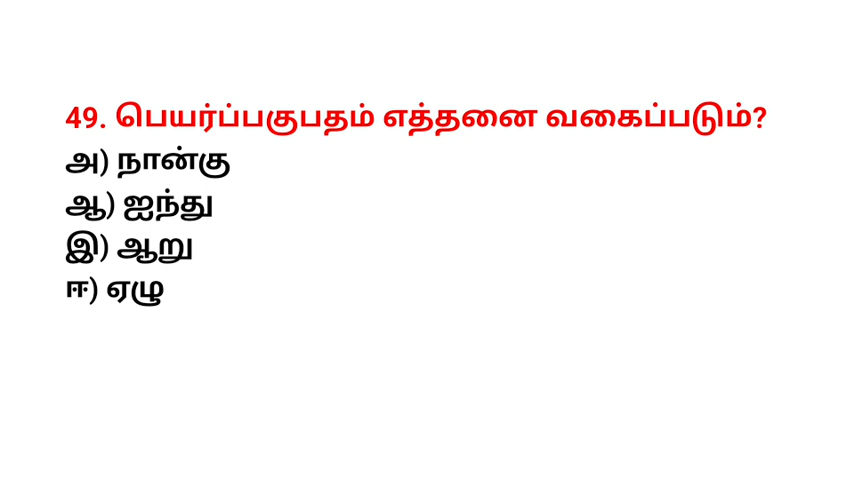 49. பெயர்ப்பகுபதம் எத்தனை வகைப்படும்?
அ) நான்கு
ஆ) ஐந்து
இ) ஆறு
ஈ) ஏழு